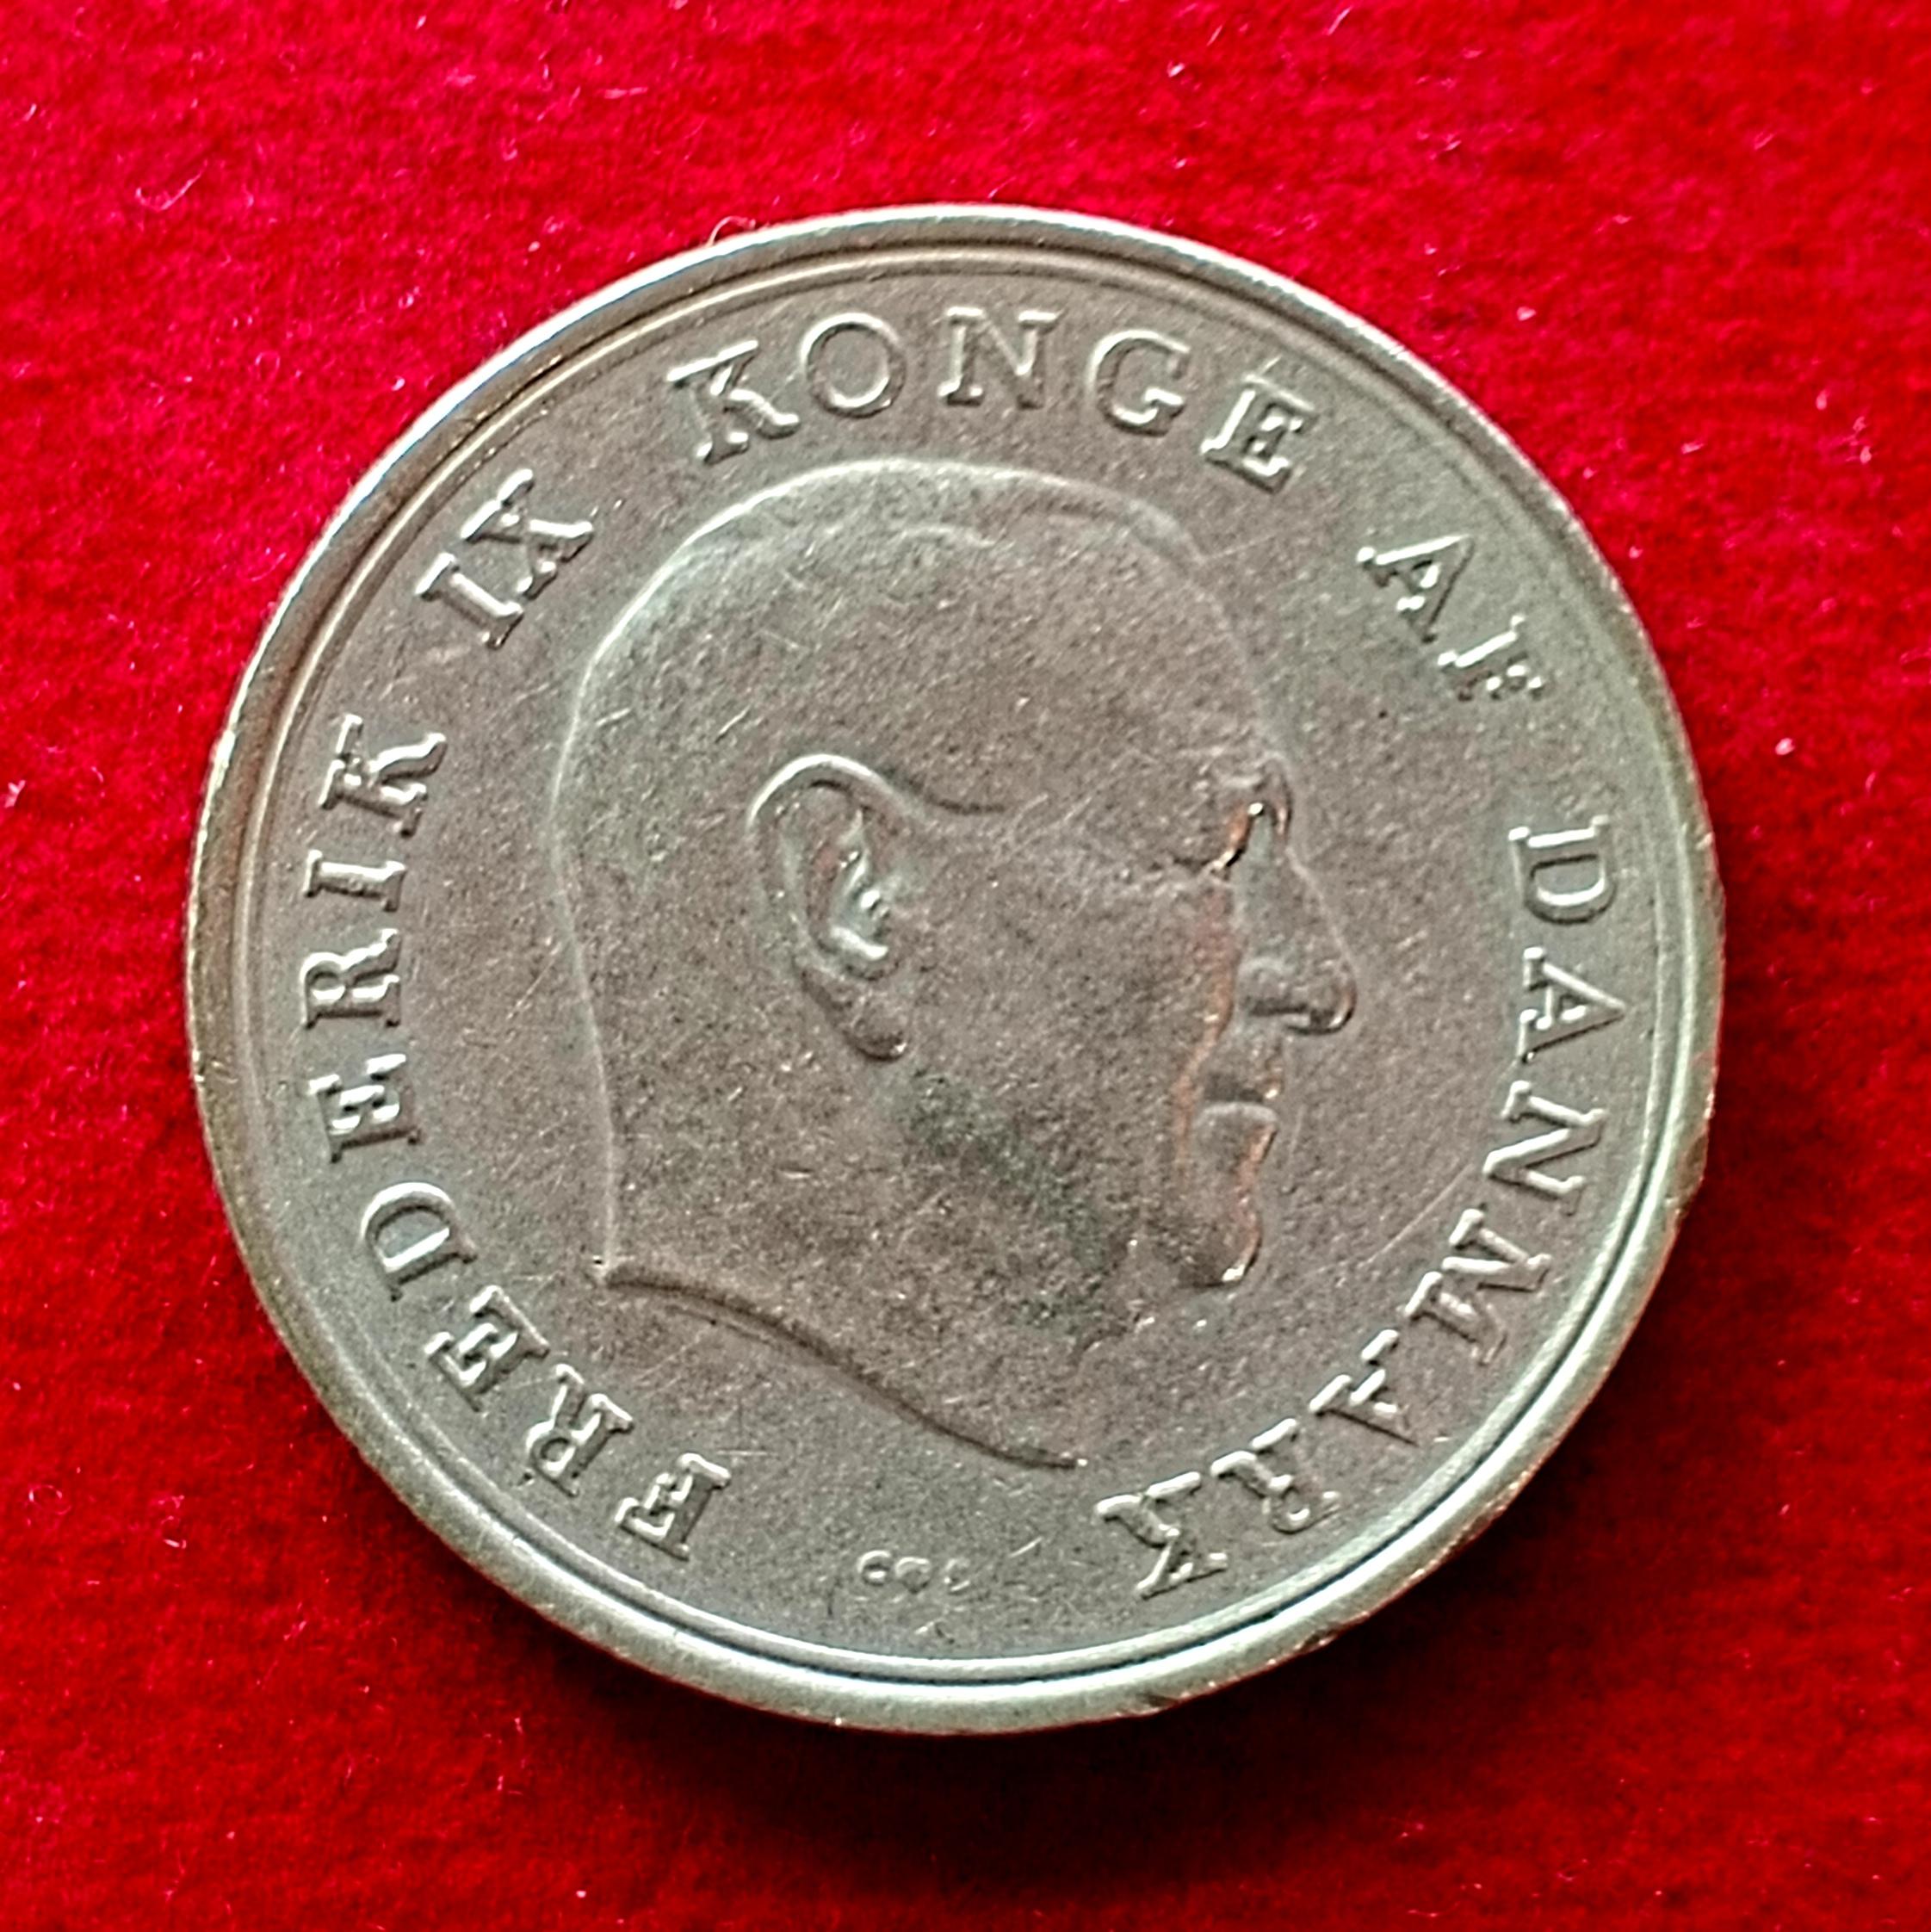 FREDERIK IX KONGE AF DANMARK